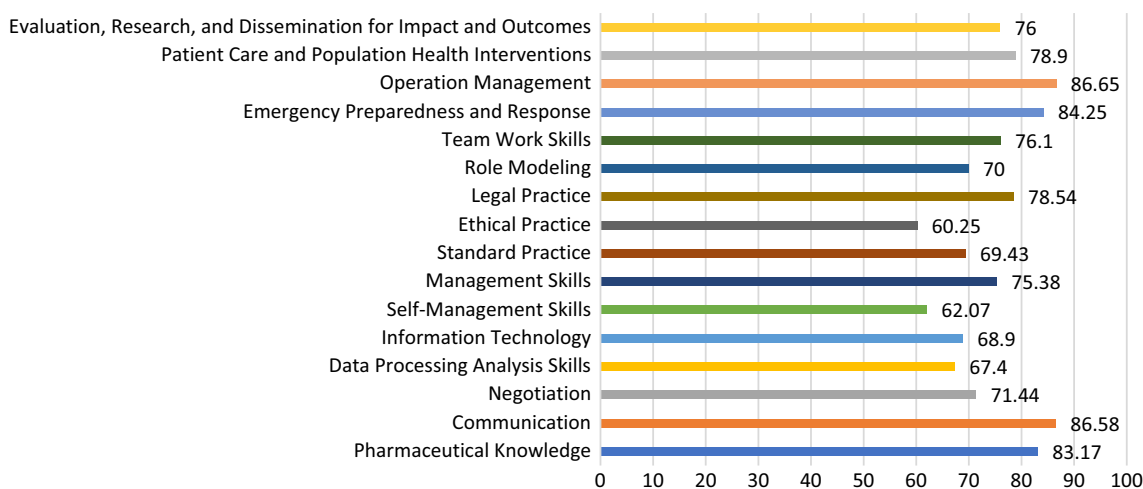 Evaluation, Research, and Dissemination for Impact and Outcomes 76
Patient Care and Population Health Interventions 78.9
Operation Management 86.65
Emergency Preparedness and Response 84.25
Team Work Skills 76.1
Role Modeling 70
Legal Practice 78.54
Ethical Practice 60.25
Standard Practice 69.43
Management Skills 75.38
Self-Management Skills 62.07
Information Technology 68.9
Data Processing Analysis Skills 67.4
Negotiation 71.44
Communication 86.58
Pharmaceutical Knowledge 83.17
0 10 20 30 40 50 60 70 80 90 100